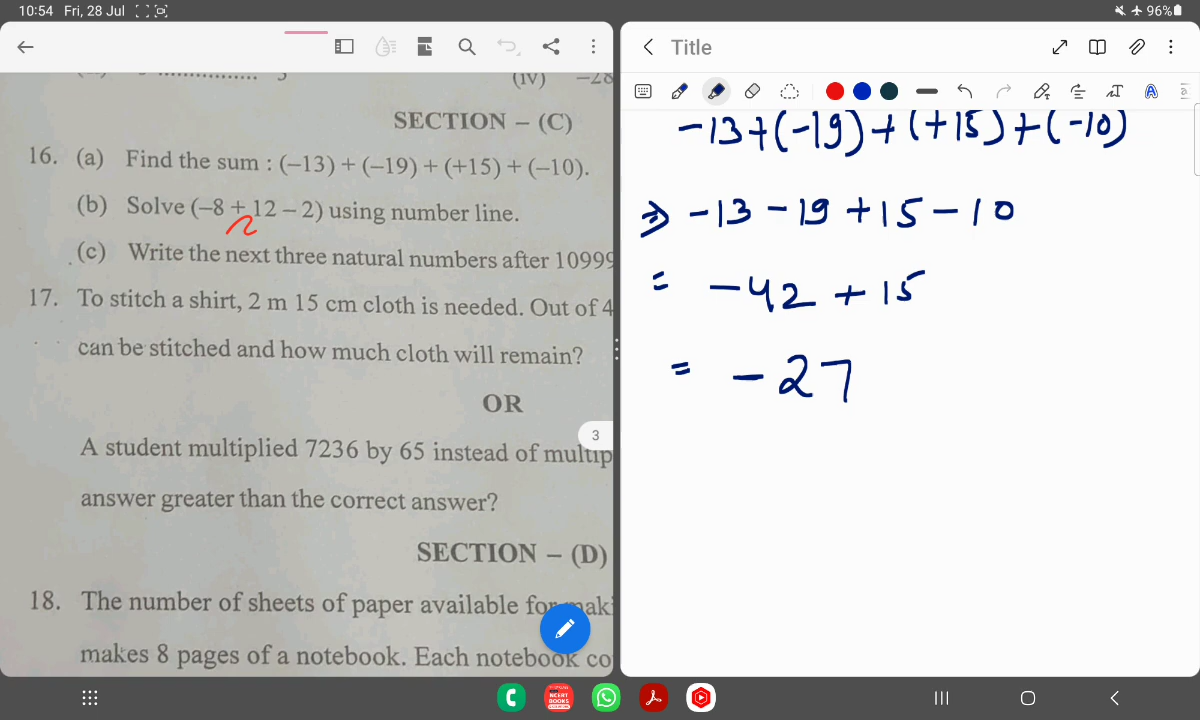 10:54 Fri, 28 Jul 96%
(iv) –28
SECTION – (C)
16. (a) Find the sum : (–13) + (–19) + (+15) + (–10).
(b) Solve (–8 + 12 – 2) using number line.
(c) Write the next three natural numbers after 10999
17. To stitch a shirt, 2 m 15 cm cloth is needed. Out of 4
can be stitched and how much cloth will remain?
OR
3
A student multiplied 7236 by 65 instead of multip
answer greater than the correct answer?
SECTION – (D)
18. The number of sheets of paper available for mak
makes 8 pages of a notebook. Each notebook co
Title
-13+(-19)+(+15)+(-10)
⇒ -13 - 19 + 15 - 10
= -42 + 15
= -27
NCERT
BOOKS